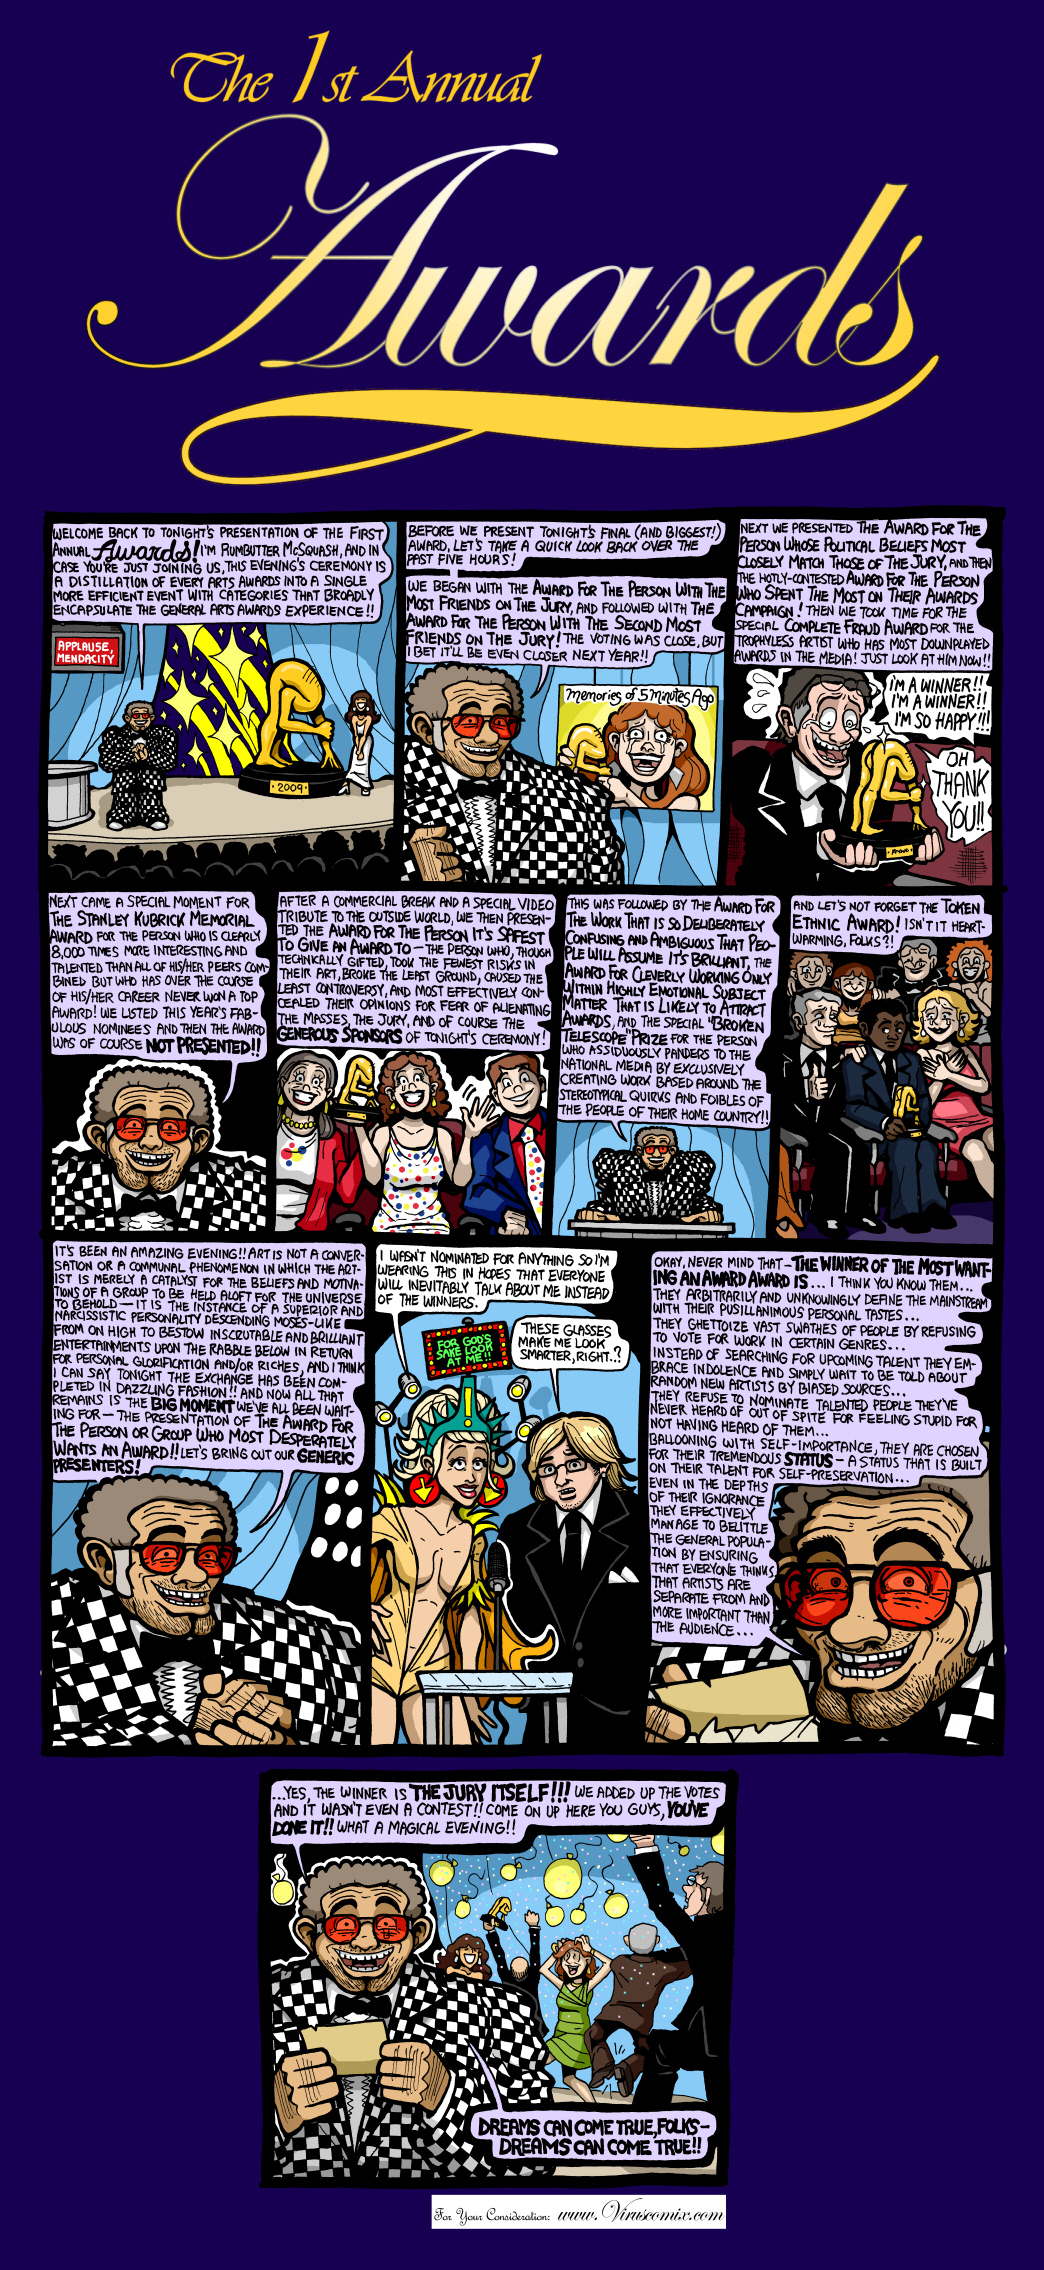 The 1st Annual
Awards
WELCOME BACK TO TONIGHT'S PRESENTATION OF THE FIRST
ANNUAL Awards! I'M RUMBUTTER MCSQUASH, AND IN
CASE YOU'RE JUST JOINING US, THIS EVENING'S CEREMONY IS
A DISTILLATION OF EVERY ARTS AWARDS INTO A SINGLE
MORE EFFICIENT EVENT WITH CATEGORIES THAT BROADLY
ENCAPSULATE THE GENERAL ARTS AWARDS EXPERIENCE!!
APPLAUSE,
MENDACITY
2009
BEFORE WE PRESENT TONIGHT'S FINAL (AND BIGGEST!)
AWARD, LET'S TAKE A QUICK LOOK BACK OVER THE
PAST FIVE HOURS!
WE BEGAN WITH THE AWARD FOR THE PERSON WITH THE
MOST FRIENDS ON THE JURY, AND FOLLOWED WITH THE
AWARD FOR THE PERSON WITH THE SECOND MOST
FRIENDS ON THE JURY! THE VOTING WAS CLOSE, BUT
I BET IT'LL BE EVEN CLOSER NEXT YEAR!!
memories of 5 minutes Ago
NEXT WE PRESENTED THE AWARD FOR THE
PERSON WHOSE POLITICAL BELIEFS MOST
CLOSELY MATCH THOSE OF THE JURY, AND THEN
THE HOTLY-CONTESTED AWARD FOR THE PERSON
WHO SPENT THE MOST ON THEIR AWARDS
CAMPAIGN! THEN WE TOOK TIME FOR THE
SPECIAL COMPLETE FRAUD AWARD FOR THE
TROPHYLESS ARTIST WHO HAS MOST DOWNPLAYED
AWARDS IN THE MEDIA! JUST LOOK AT HIM NOW!!
I'M A WINNER!!
I'M A WINNER!!
I'M SO HAPPY!!!
OH
THANK
YOU!!
NEXT CAME A SPECIAL MOMENT FOR
THE STANLEY KUBRICK MEMORIAL
AWARD FOR THE PERSON WHO IS CLEARLY
8,000 TIMES MORE INTERESTING AND
TALENTED THAN ALL OF HIS/HER PEERS COM-
BINED BUT WHO HAS OVER THE COURSE
OF HIS/HER CAREER NEVER WON A TOP
AWARD! WE LISTED THIS YEAR'S FAB-
ULOUS NOMINEES AND THEN THE AWARD
WAS OF COURSE NOT PRESENTED!!
AFTER A COMMERCIAL BREAK AND A SPECIAL VIDEO
TRIBUTE TO THE OUTSIDE WORLD, WE THEN PRESEN-
TED THE AWARD FOR THE PERSON IT'S SAFEST
TO GIVE AN AWARD TO — THE PERSON WHO, THOUGH
TECHNICALLY GIFTED, TOOK THE FEWEST RISKS IN
THEIR ART, BROKE THE LEAST GROUND, CAUSED THE
LEAST CONTROVERSY, AND MOST EFFECTIVELY CON-
CEALED THEIR OPINIONS FOR FEAR OF ALIENATING
THE MASSES, THE JURY, AND OF COURSE THE
GENEROUS SPONSORS OF TONIGHT'S CEREMONY!
THIS WAS FOLLOWED BY THE AWARD FOR
THE WORK THAT IS SO DELIBERATELY
CONFUSING AND AMBIGUOUS THAT PEO-
PLE WILL ASSUME IT'S BRILLIANT, THE
AWARD FOR CLEVERLY WORKING ONLY
WITHIN HIGHLY EMOTIONAL SUBJECT
MATTER THAT IS LIKELY TO ATTRACT
AWARDS, AND THE SPECIAL "BROKEN
TELESCOPE" PRIZE FOR THE PERSON
WHO ASSIDUOUSLY PANDERS TO THE
NATIONAL MEDIA BY EXCLUSIVELY
CREATING WORK BASED AROUND THE
STEREOTYPICAL QUIRKS AND FOIBLES OF
THE PEOPLE OF THEIR HOME COUNTRY!!
AND LET'S NOT FORGET THE TOKEN
ETHNIC AWARD! ISN'T IT HEART-
WARMING, FOLKS?!
IT'S BEEN AN AMAZING EVENING!! ART IS NOT A CONVER-
SATION OR A COMMUNAL PHENOMENON IN WHICH THE ART-
IST IS MERELY A CATALYST FOR THE BELIEFS AND MOTIVA-
TIONS OF A GROUP TO BE HELD ALOFT FOR THE UNIVERSE
TO BEHOLD — IT IS THE INSTANCE OF A SUPERIOR AND
NARCISSISTIC PERSONALITY DESCENDING MOSES-LIKE
FROM ON HIGH TO BESTOW INSCRUTABLE AND BRILLIANT
ENTERTAINMENTS UPON THE RABBLE BELOW IN RETURN
FOR PERSONAL GLORIFICATION AND/OR RICHES, AND I THINK
I CAN SAY TONIGHT THE EXCHANGE HAS BEEN COM-
PLETED IN DAZZLING FASHION!! AND NOW ALL THAT
REMAINS IS THE BIG MOMENT WE'VE ALL BEEN WAIT-
ING FOR — THE PRESENTATION OF THE AWARD FOR
THE PERSON OR GROUP WHO MOST DESPERATELY
WANTS AN AWARD!! LET'S BRING OUT OUR GENERIC
PRESENTERS!
I WASN'T NOMINATED FOR ANYTHING SO I'M
WEARING THIS IN HOPES THAT EVERYONE
WILL INEVITABLY TALK ABOUT ME INSTEAD
OF THE WINNERS.
FOR GOD'S
SAKE LOOK
AT ME!!
THESE GLASSES
MAKE ME LOOK
SMARTER, RIGHT..?
OKAY, NEVER MIND THAT — THE WINNER OF THE MOST WANT-
ING AN AWARD AWARD IS... I THINK YOU KNOW THEM...
THEY ARBITRARILY AND UNKNOWINGLY DEFINE THE MAINSTREAM
WITH THEIR PUSILLANIMOUS PERSONAL TASTES...
THEY GHETTOIZE VAST SWATHES OF PEOPLE BY REFUSING
TO VOTE FOR WORK IN CERTAIN GENRES...
INSTEAD OF SEARCHING FOR UPCOMING TALENT THEY EM-
BRACE INDOLENCE AND SIMPLY WAIT TO BE TOLD ABOUT
RANDOM NEW ARTISTS BY BIASED SOURCES...
THEY REFUSE TO NOMINATE TALENTED PEOPLE THEY'VE
NEVER HEARD OF OUT OF SPITE FOR FEELING STUPID FOR
NOT HAVING HEARD OF THEM...
BALLOONING WITH SELF-IMPORTANCE, THEY ARE CHOSEN
FOR THEIR TREMENDOUS STATUS — A STATUS THAT IS BUILT
ON THEIR TALENT FOR SELF-PRESERVATION...
EVEN IN THE DEPTHS
OF THEIR IGNORANCE
THEY EFFECTIVELY
MANAGE TO BELITTLE
THE GENERAL POPULA-
TION BY ENSURING
THAT EVERYONE THINKS
THAT ARTISTS ARE
SEPARATE FROM AND
MORE IMPORTANT THAN
THE AUDIENCE...
...YES, THE WINNER IS THE JURY ITSELF!!! WE ADDED UP THE VOTES
AND IT WASN'T EVEN A CONTEST!! COME ON UP HERE YOU GUYS, YOU'VE
DONE IT!! WHAT A MAGICAL EVENING!!
DREAMS CAN COME TRUE, FOLKS —
DREAMS CAN COME TRUE!!
For Your Consideration: www.Viruscomix.com